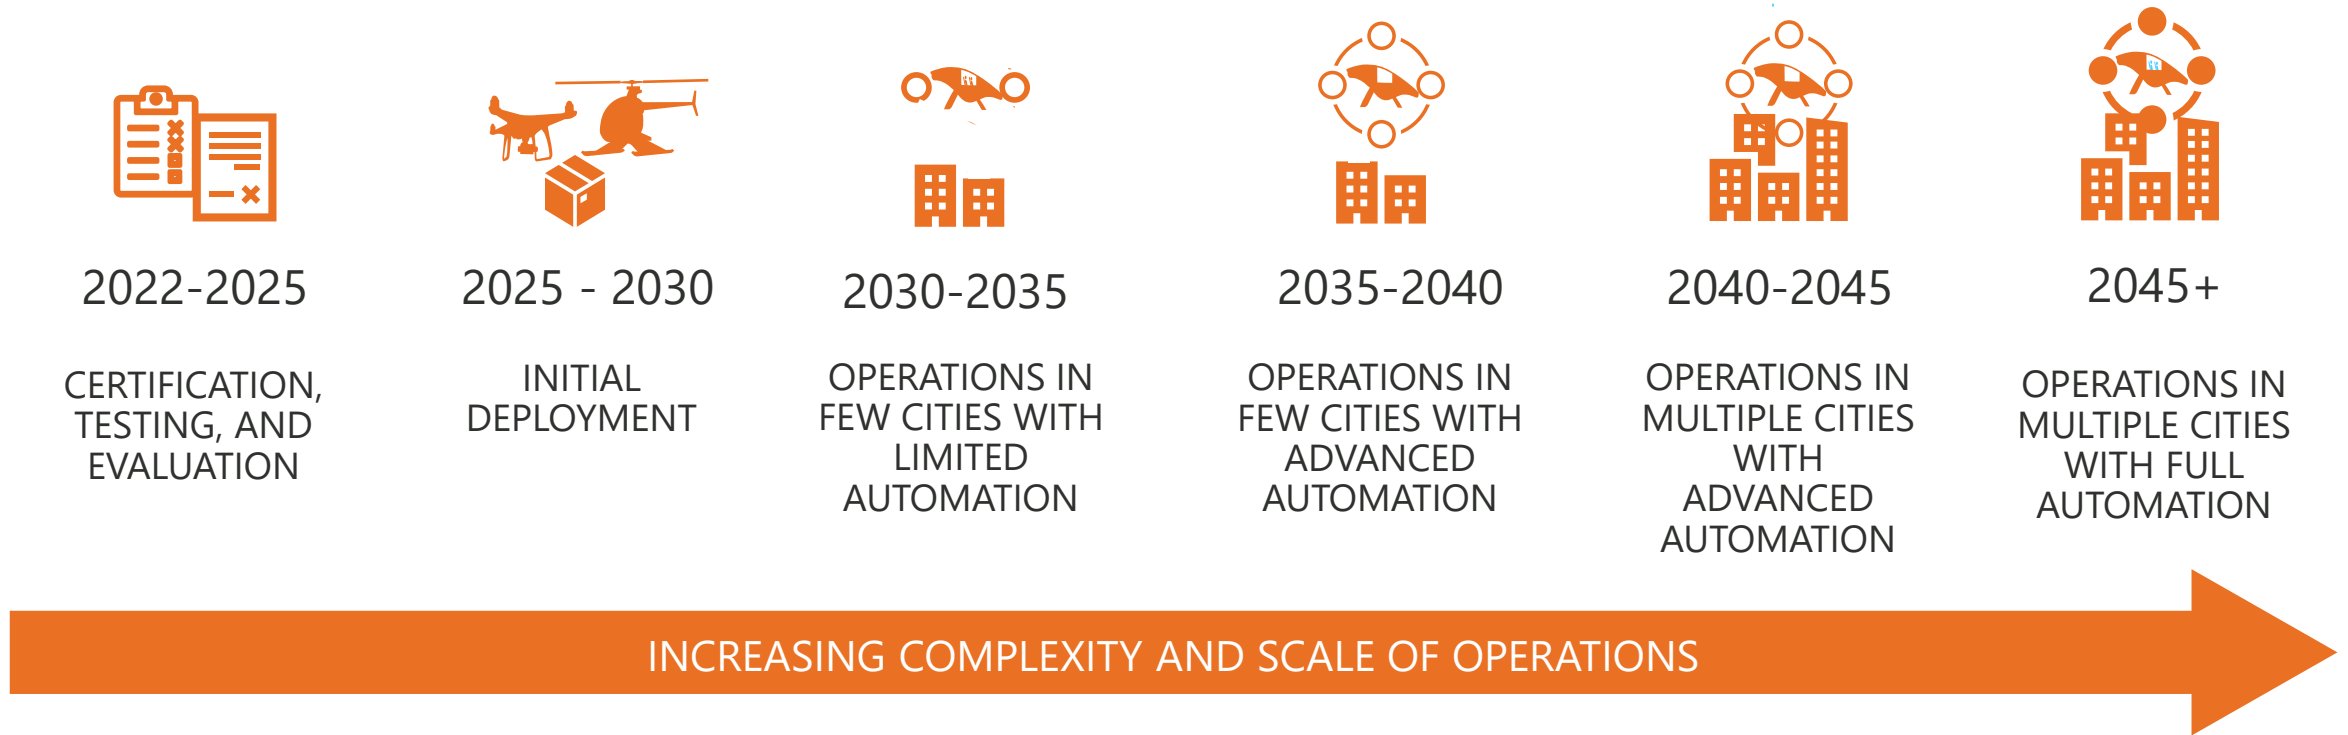 2022-2025
CERTIFICATION,
TESTING, AND
EVALUATION
2025 - 2030
INITIAL
DEPLOYMENT
2030-2035
OPERATIONS IN
FEW CITIES WITH
LIMITED
AUTOMATION
2035-2040
OPERATIONS IN
FEW CITIES WITH
ADVANCED
AUTOMATION
2040-2045
OPERATIONS IN
MULTIPLE CITIES
WITH
ADVANCED
AUTOMATION
2045+
OPERATIONS IN
MULTIPLE CITIES
WITH FULL
AUTOMATION
INCREASING COMPLEXITY AND SCALE OF OPERATIONS